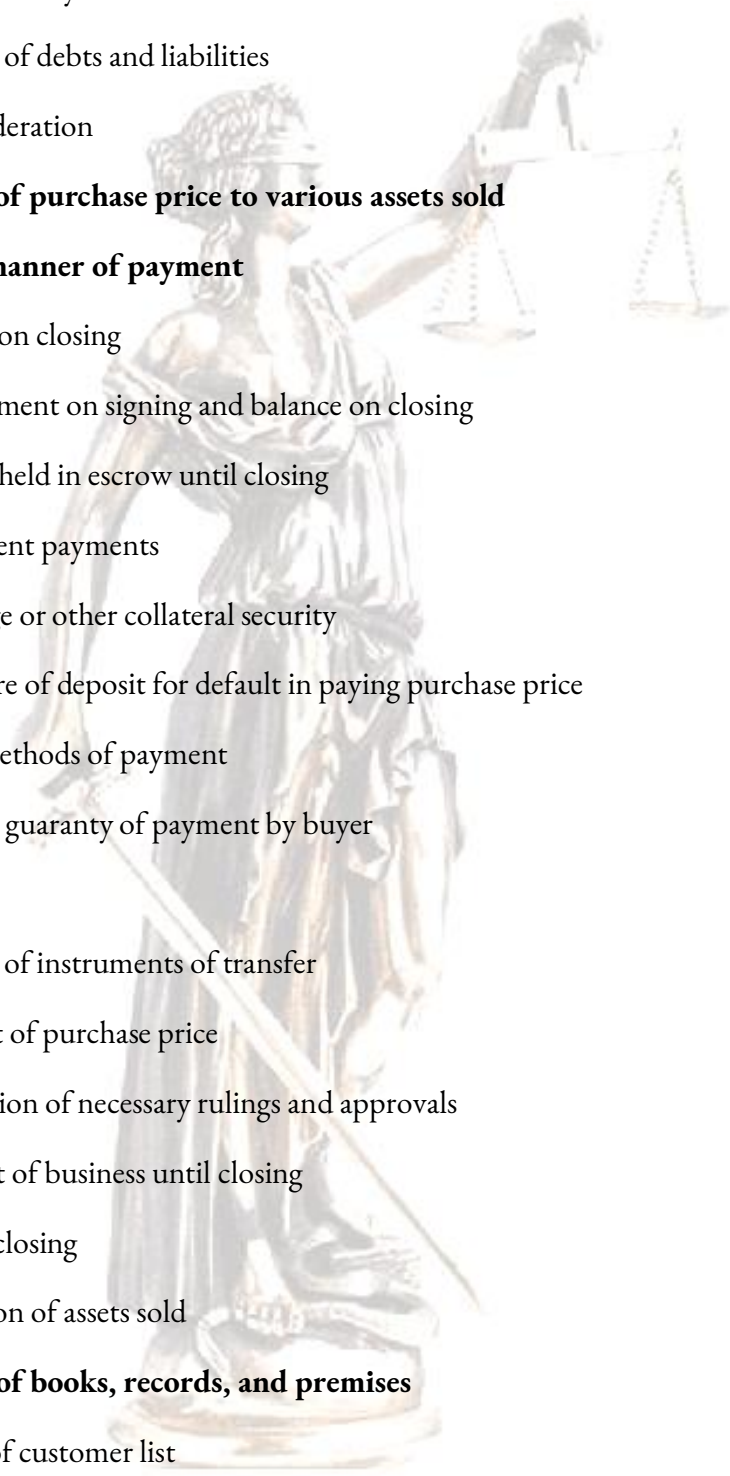 of debts and liabilities
deration
of purchase price to various assets sold
manner of payment
on closing
ment on signing and balance on closing
held in escrow until closing
ent payments
e or other collateral security
re of deposit for default in paying purchase price
ethods of payment
guaranty of payment by buyer
of instruments of transfer
t of purchase price
ion of necessary rulings and approvals
t of business until closing
closing
on of assets sold
of books, records, and premises
of customer list